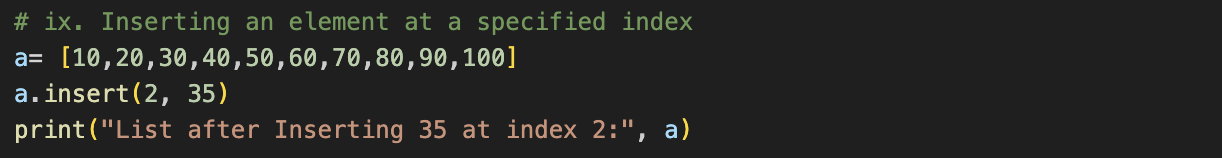 # ix. Inserting an element at a specified index
a= [10,20,30,40,50,60,70,80,90,100]
a.insert(2, 35)
print("List after Inserting 35 at index 2:", a)